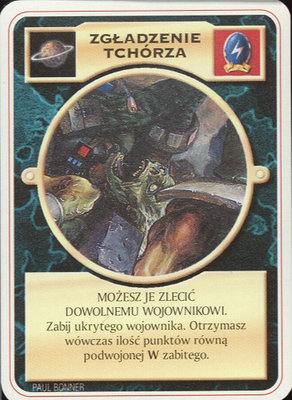 ZGŁADZENIE
TCHÓRZA
MOŻESZ JE ZLECIĆ
DOWOLNEMU WOJOWNIKOWI.
Zabij ukrytego wojownika. Otrzymasz
wówczas ilość punktów równą
podwojonej W zabitego.
PAUL BONNER